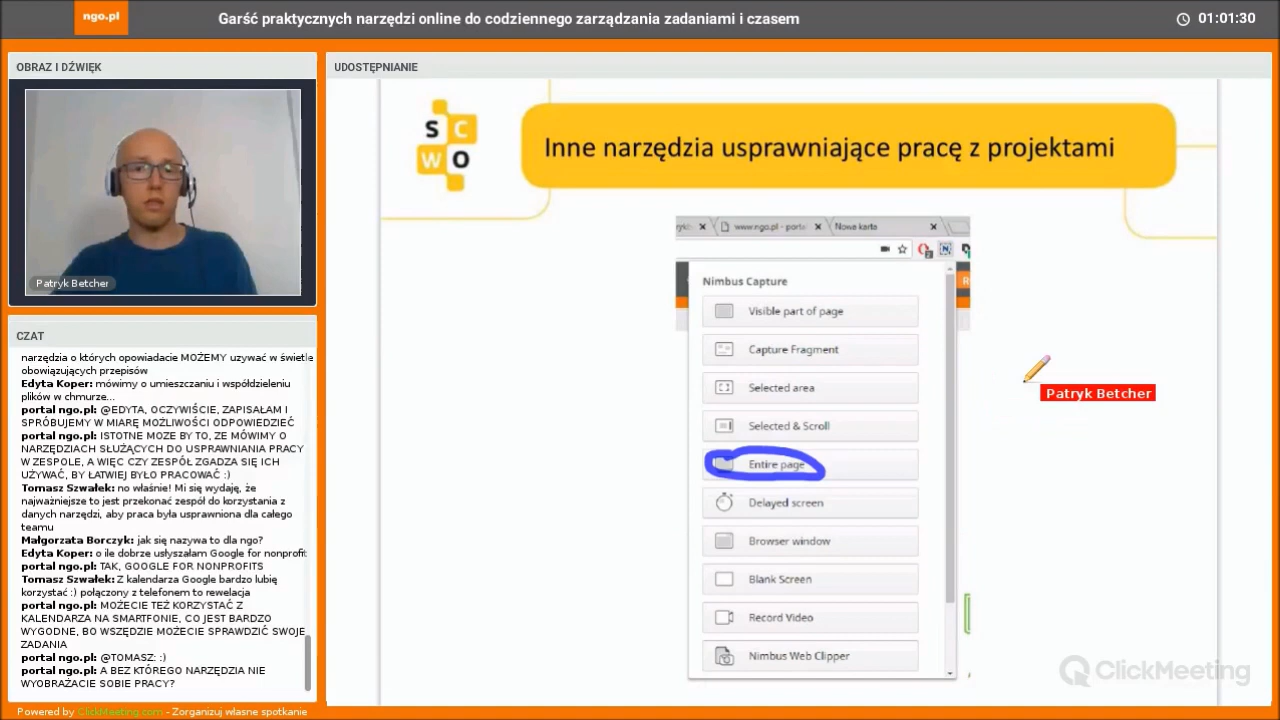 ngo.pl
Garść praktycznych narzędzi online do codziennego zarządzania zadaniami i czasem
01:01:30
OBRAZ I DŹWIĘK
Patryk Betcher
CZAT
narzędzia o których opowiadacie MOŻEMY uzywać w świetle
obowiązujących przepisów
Edyta Koper: mówimy o umieszczaniu i współdzieleniu
plików w chmurze...
portal ngo.pl: @EDYTA, OCZYWIŚCIE, ZAPISAŁAM I
SPRÓBUJEMY W MIARĘ MOŻLIWOŚCI ODPOWIEDZIEĆ
portal ngo.pl: ISTOTNE MOZE BY TO, ZE MÓWIMY O
NARZĘDZIACH SŁUŻĄCYCH DO USPRAWNIANIA PRACY
W ZESPOLE, A WIĘC CZY ZESPÓŁ ZGADZA SIĘ ICH
UŻYWAĆ, BY ŁATWIEJ BYŁO PRACOWAĆ :)
Tomasz Szwałek: no właśnie! Mi się wydaję, że
najważniejsze to jest przekonać zespół do korzystania z
danych narzędzi, aby praca była usprawniona dla całego
teamu
Małgorzata Borczyk: jak się nazywa to dla ngo?
Edyta Koper: o ile dobrze usłyszałam Google for nonprofit
portal ngo.pl: TAK, GOOGLE FOR NONPROFITS
Tomasz Szwałek: Z kalendarza Google bardzo lubię
korzystać :) połączony z telefonem to rewelacja
portal ngo.pl: MOŻECIE TEŻ KORZYSTAĆ Z
KALENDARZA NA SMARTFONIE, CO JEST BARDZO
WYGODNE, BO WSZĘDZIE MOŻECIE SPRAWDZIĆ SWOJE
ZADANIA
portal ngo.pl: @TOMASZ: :)
portal ngo.pl: A BEZ KTÓREGO NARZĘDZIA NIE
WYOBRAŻACIE SOBIE PRACY?
Powered by ClickMeeting.com - Zorganizuj własne spotkanie
UDOSTĘPNIANIE
S C
W O
Inne narzędzia usprawniające pracę z projektami
www.ngo.pl - porta
Nowa karta
Nimbus Capture
Visible part of page
Capture Fragment
Selected area
Selected & Scroll
Entire page
Delayed screen
Browser window
Blank Screen
Record Video
Nimbus Web Clipper
Patryk Betcher
ClickMeeting